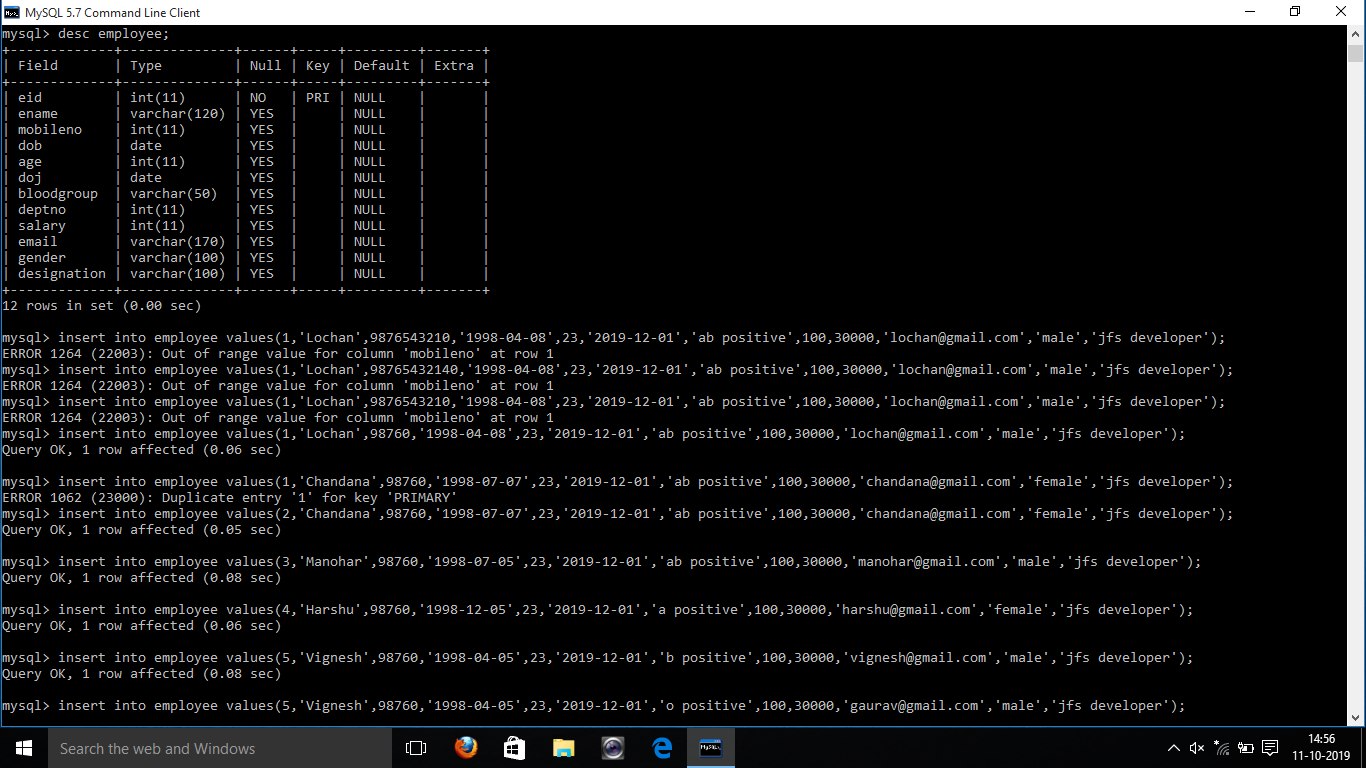 MySQL 5.7 Command Line Client
mysql> desc employee;
+-------------+--------------+------+-----+---------+-------+
| Field       | Type         | Null | Key | Default | Extra |
+-------------+--------------+------+-----+---------+-------+
| eid         | int(11)      | NO   | PRI | NULL    |       |
| ename       | varchar(120) | YES  |     | NULL    |       |
| mobileno    | int(11)      | YES  |     | NULL    |       |
| dob         | date         | YES  |     | NULL    |       |
| age         | int(11)      | YES  |     | NULL    |       |
| doj         | date         | YES  |     | NULL    |       |
| bloodgroup  | varchar(50)  | YES  |     | NULL    |       |
| deptno      | int(11)      | YES  |     | NULL    |       |
| salary      | int(11)      | YES  |     | NULL    |       |
| email       | varchar(170) | YES  |     | NULL    |       |
| gender      | varchar(100) | YES  |     | NULL    |       |
| designation | varchar(100) | YES  |     | NULL    |       |
+-------------+--------------+------+-----+---------+-------+
12 rows in set (0.00 sec)

mysql> insert into employee values(1,'Lochan',9876543210,'1998-04-08',23,'2019-12-01','ab positive',100,30000,'lochan@gmail.com','male','jfs developer');
ERROR 1264 (22003): Out of range value for column 'mobileno' at row 1
mysql> insert into employee values(1,'Lochan',98765432140,'1998-04-08',23,'2019-12-01','ab positive',100,30000,'lochan@gmail.com','male','jfs developer');
ERROR 1264 (22003): Out of range value for column 'mobileno' at row 1
mysql> insert into employee values(1,'Lochan',9876543210,'1998-04-08',23,'2019-12-01','ab positive',100,30000,'lochan@gmail.com','male','jfs developer');
ERROR 1264 (22003): Out of range value for column 'mobileno' at row 1
mysql> insert into employee values(1,'Lochan',98760,'1998-04-08',23,'2019-12-01','ab positive',100,30000,'lochan@gmail.com','male','jfs developer');
Query OK, 1 row affected (0.06 sec)

mysql> insert into employee values(1,'Chandana',98760,'1998-07-07',23,'2019-12-01','ab positive',100,30000,'chandana@gmail.com','female','jfs developer');
ERROR 1062 (23000): Duplicate entry '1' for key 'PRIMARY'
mysql> insert into employee values(2,'Chandana',98760,'1998-07-07',23,'2019-12-01','ab positive',100,30000,'chandana@gmail.com','female','jfs developer');
Query OK, 1 row affected (0.05 sec)

mysql> insert into employee values(3,'Manohar',98760,'1998-07-05',23,'2019-12-01','ab positive',100,30000,'manohar@gmail.com','male','jfs developer');
Query OK, 1 row affected (0.08 sec)

mysql> insert into employee values(4,'Harshu',98760,'1998-12-05',23,'2019-12-01','a positive',100,30000,'harshu@gmail.com','female','jfs developer');
Query OK, 1 row affected (0.06 sec)

mysql> insert into employee values(5,'Vignesh',98760,'1998-04-05',23,'2019-12-01','b positive',100,30000,'vignesh@gmail.com','male','jfs developer');
Query OK, 1 row affected (0.08 sec)

mysql> insert into employee values(5,'Vignesh',98760,'1998-04-05',23,'2019-12-01','o positive',100,30000,'gaurav@gmail.com','male','jfs developer');
Search the web and Windows
14:56
11-10-2019